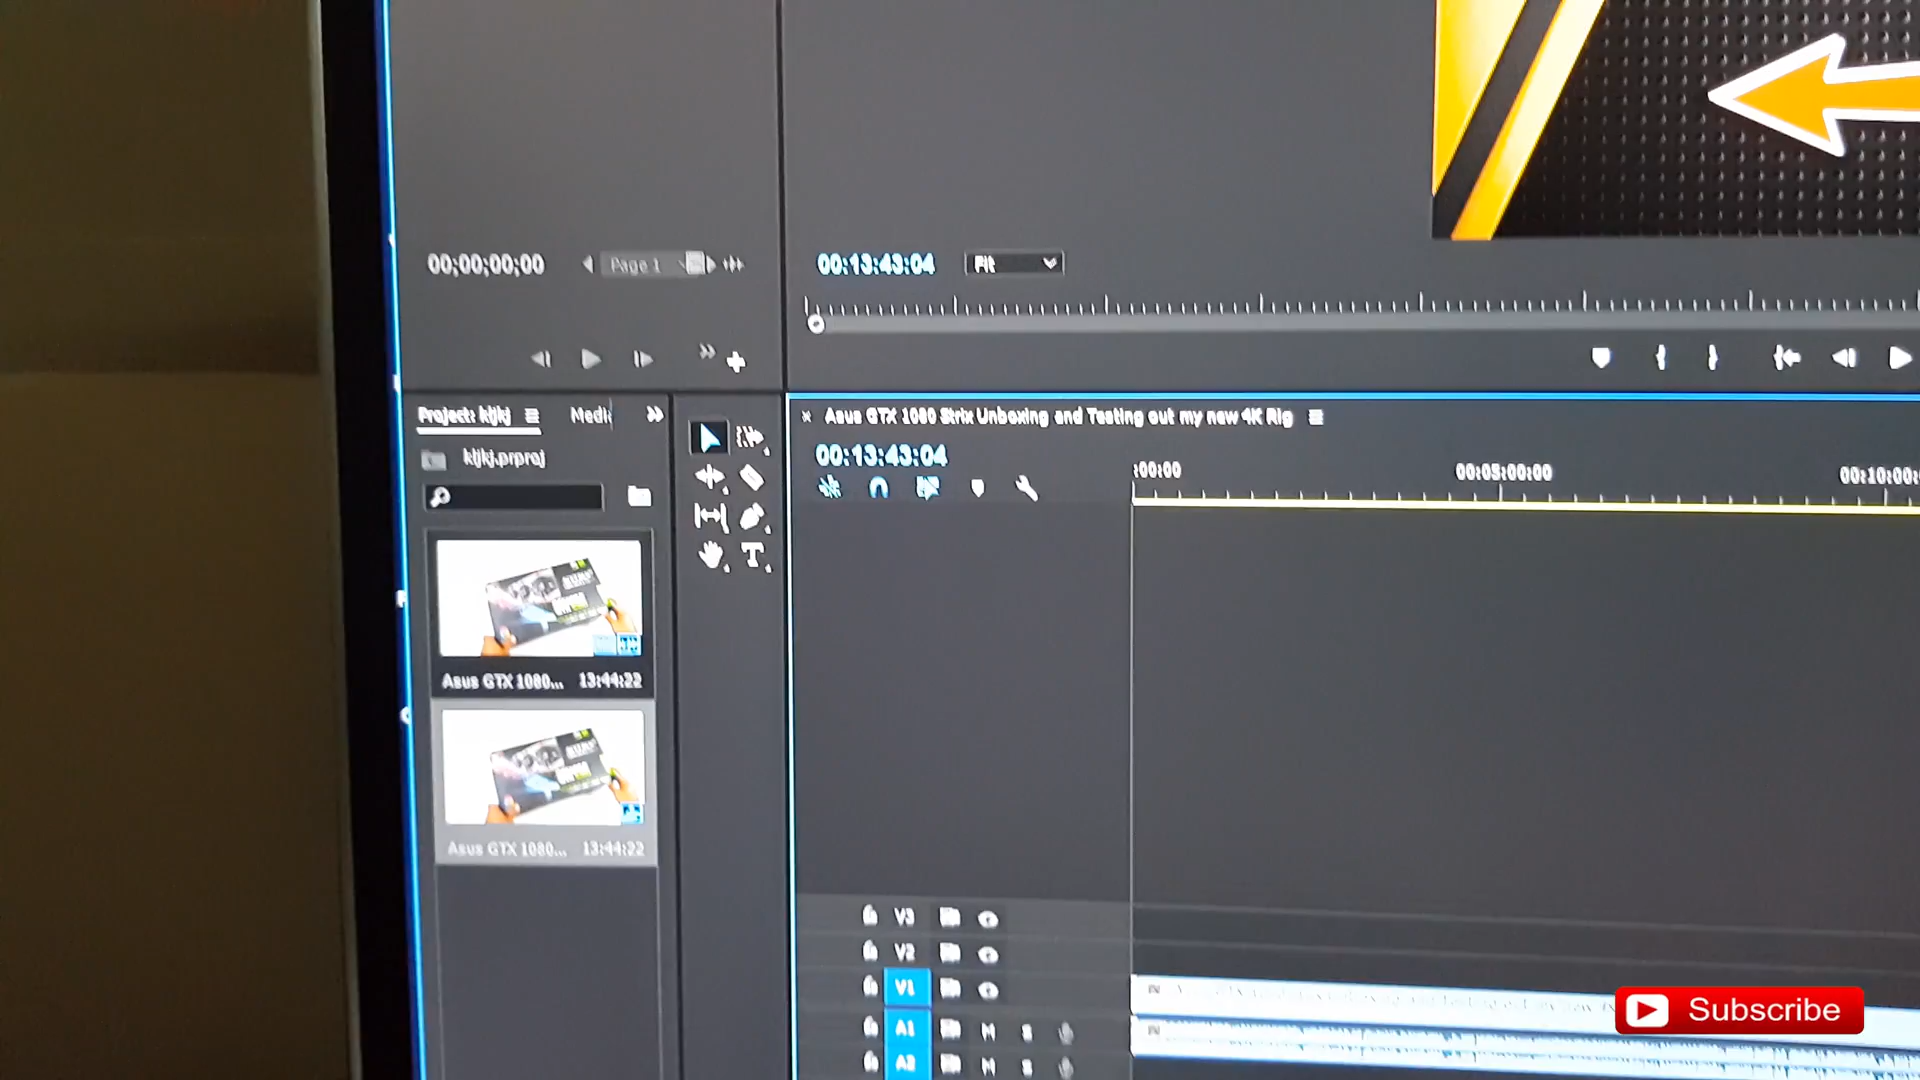 00;00;00;00
Page 1
00:13:43:04
Fit
Project: kljkj
Medi
Asus GTX 1080 Strix Unboxing and Testing out my new 4K Rig
kljkj.prproj
00:13:43:04
:00:00
00:05:00:00
00:10:00:
Asus GTX 1080... 13:44:22
Asus GTX 1080... 13:44:22
V3
V2
V1
A1 M S
A2 M S
Subscribe